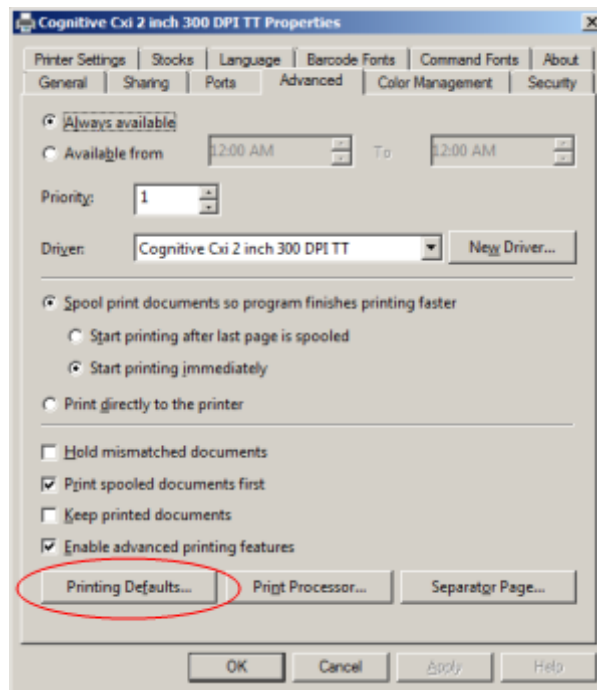 Cognitive Cxi 2 inch 300 DPI TT Properties
Printer Settings Stocks Language Barcode Fonts Command Fonts About
General Sharing Ports Advanced Color Management Security
Always available
Available from 12:00 AM To 12:00 AM
Priority: 1
Driver: Cognitive Cxi 2 inch 300 DPI TT New Driver...
Spool print documents so program finishes printing faster
Start printing after last page is spooled
Start printing immediately
Print directly to the printer
Hold mismatched documents
Print spooled documents first
Keep printed documents
Enable advanced printing features
Printing Defaults... Print Processor... Separator Page...
OK Cancel Apply Help